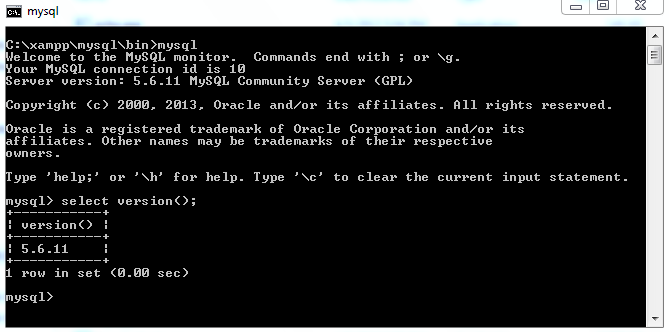 mysql
C:\xampp\mysql\bin>mysql
Welcome to the MySQL monitor.  Commands end with ; or \g.
Your MySQL connection id is 10
Server version: 5.6.11 MySQL Community Server (GPL)
Copyright (c) 2000, 2013, Oracle and/or its affiliates. All rights reserved.
Oracle is a registered trademark of Oracle Corporation and/or its
affiliates. Other names may be trademarks of their respective
owners.
Type 'help;' or '\h' for help. Type '\c' to clear the current input statement.
mysql> select version();
+-----------+
| version() |
+-----------+
| 5.6.11    |
+-----------+
1 row in set (0.00 sec)
mysql>